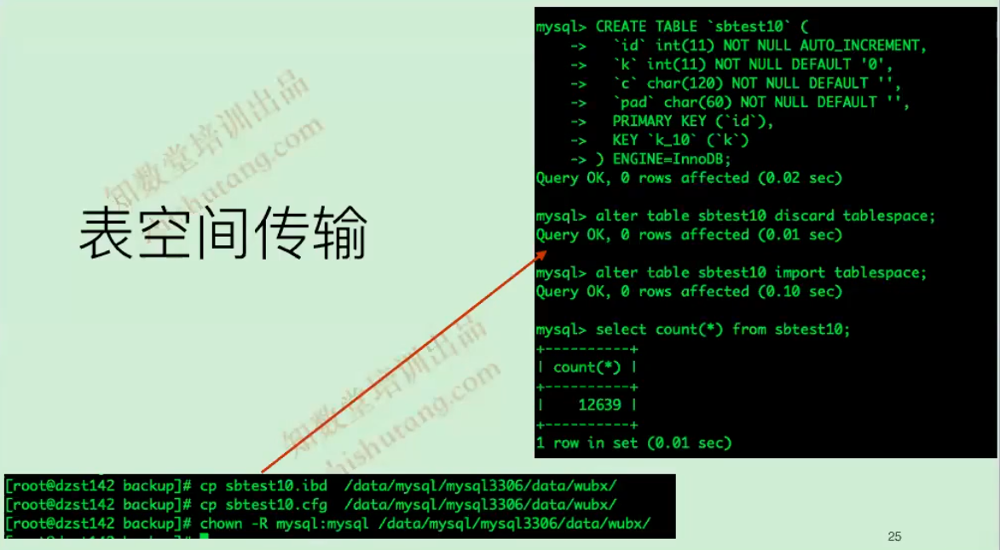 表空间传输
知数堂培训出品
zhishutang.com
知数堂培训出品
zhishutang.com
mysql> CREATE TABLE `sbtest10` (
    ->   `id` int(11) NOT NULL AUTO_INCREMENT,
    ->   `k` int(11) NOT NULL DEFAULT '0',
    ->   `c` char(120) NOT NULL DEFAULT '',
    ->   `pad` char(60) NOT NULL DEFAULT '',
    ->   PRIMARY KEY (`id`),
    ->   KEY `k_10` (`k`)
    -> ) ENGINE=InnoDB;
Query OK, 0 rows affected (0.02 sec)
mysql> alter table sbtest10 discard tablespace;
Query OK, 0 rows affected (0.01 sec)
mysql> alter table sbtest10 import tablespace;
Query OK, 0 rows affected (0.10 sec)
mysql> select count(*) from sbtest10;
+----------+
| count(*) |
+----------+
|    12639 |
+----------+
1 row in set (0.01 sec)
[root@dzst142 backup]# cp sbtest10.ibd  /data/mysql/mysql3306/data/wubx/
[root@dzst142 backup]# cp sbtest10.cfg  /data/mysql/mysql3306/data/wubx/
[root@dzst142 backup]# chown -R mysql:mysql /data/mysql/mysql3306/data/wubx/
25